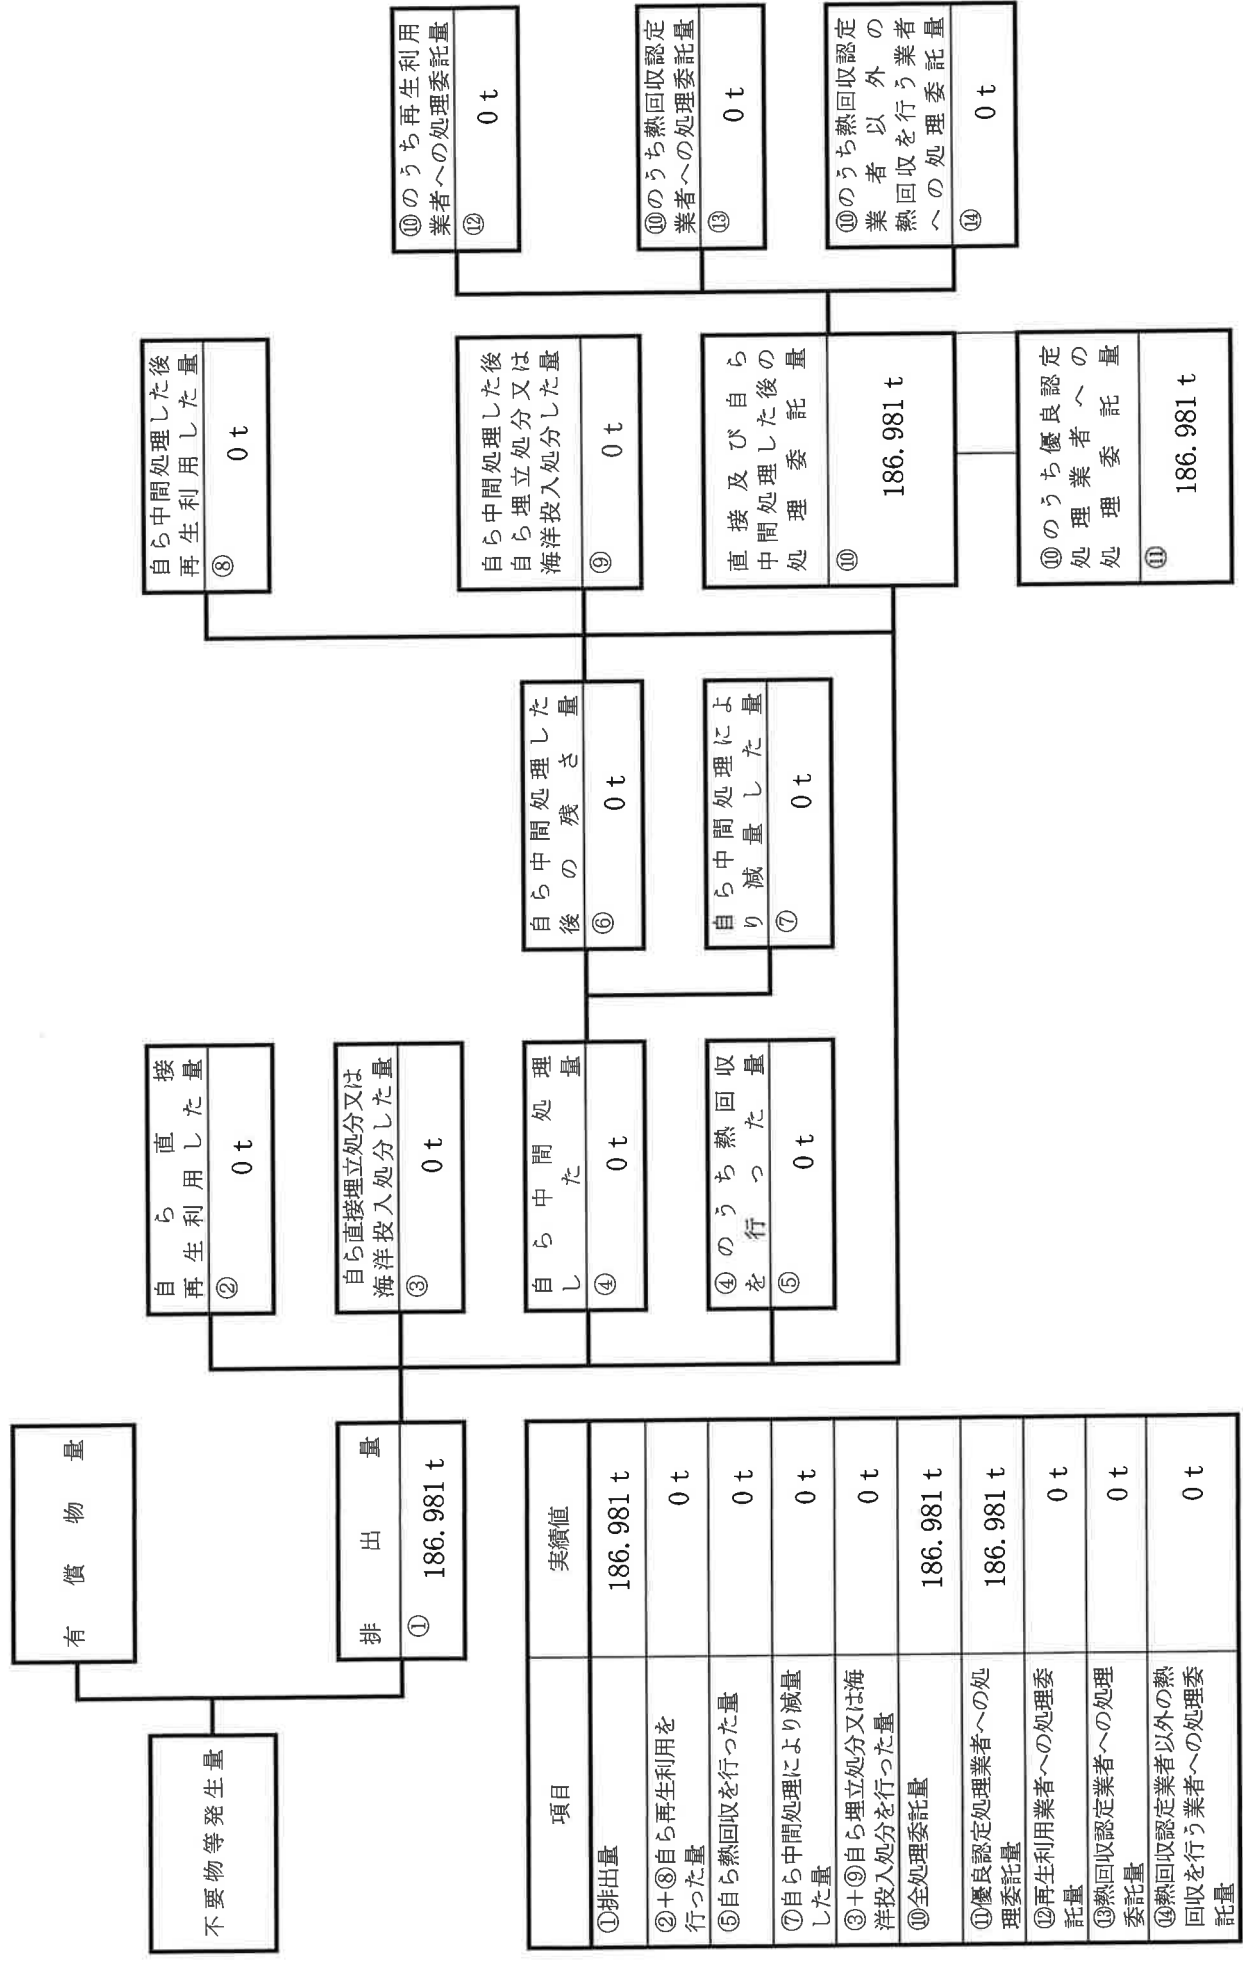 有償物量
不要物等発生量
排出量
①
186.981 t
自ら直接
再生利用した量
②
0 t
自ら直接埋立処分又は
海洋投入処分した量
③
0 t
自ら中間処理
した量
④
0 t
④のうち熱回収
を行った量
⑤
0 t
自ら中間処理した
後の残さ量
⑥
0 t
自ら中間処理によ
り減量した量
⑦
0 t
自ら中間処理した後
再生利用した量
⑧
0 t
自ら中間処理した後
自ら埋立処分又は
海洋投入処分した量
⑨
0 t
直接及び自ら
中間処理した後の
処理委託量
⑩
186.981 t
⑩のうち優良認定
処理業者への
処理委託量
⑪
186.981 t
⑩のうち再生利用
業者への処理委託量
⑫
0 t
⑩のうち熱回収認定
業者への処理委託量
⑬
0 t
⑩のうち熱回収認定
業者以外の
熱回収を行う業者
への処理委託量
⑭
0 t
項目 実績値
①排出量 186.981 t
②+⑧自ら再生利用を
行った量 0 t
⑤自ら熱回収を行った量 0 t
⑦自ら中間処理により減量
した量 0 t
③+⑨自ら埋立処分又は海
洋投入処分を行った量 0 t
⑩全処理委託量 186.981 t
⑪優良認定処理業者への処
理委託量 186.981 t
⑫再生利用業者への処理委
託量 0 t
⑬熱回収認定業者への処理
委託量 0 t
⑭熱回収認定業者以外の熱
回収を行う業者への処理委
託量 0 t